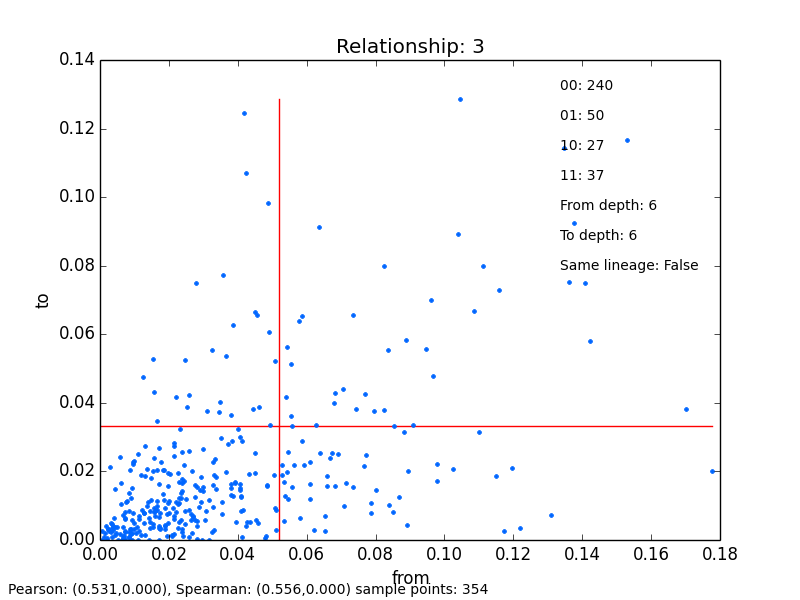 Relationship: 3
0.14
0.12
0.10
0.08
0.06
0.04
0.02
0.00
to
00: 240
01: 50
10: 27
11: 37
From depth: 6
To depth: 6
Same lineage: False
0.00 0.02 0.04 0.06 0.08 0.10 0.12 0.14 0.16 0.18
from
Pearson: (0.531,0.000), Spearman: (0.556,0.000) sample points: 354